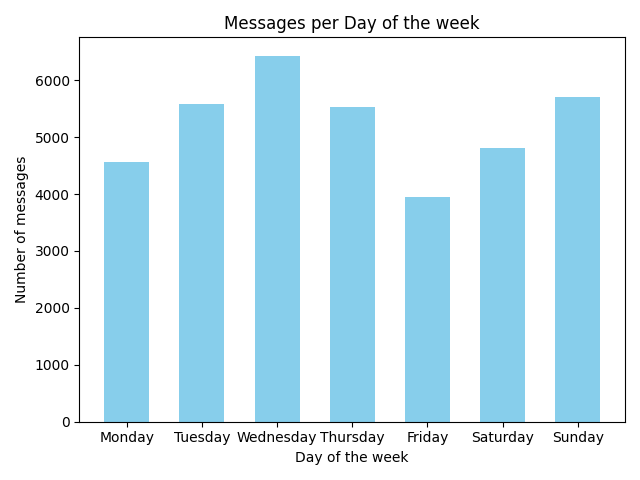 Messages per Day of the week
Number of messages
6000
5000
4000
3000
2000
1000
0
Monday Tuesday Wednesday Thursday Friday Saturday Sunday
Day of the week